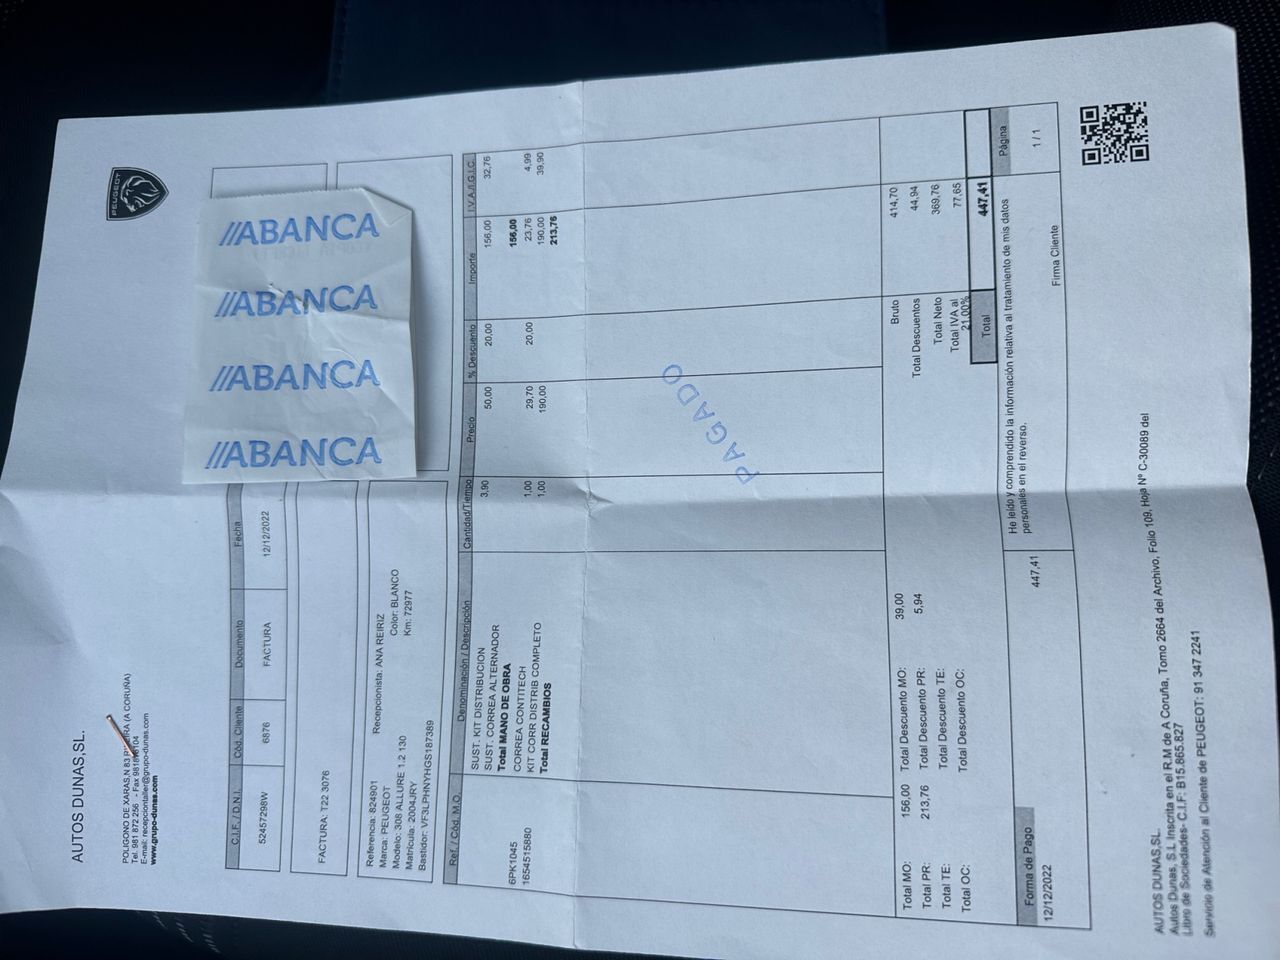 PEUGEOT
AUTOS DUNAS,SL.
POLIGONO DE XARAS,N 83 (A CORUÑA)
Tel. 981 872 256 - Fax
E-mail: recepciontaller@grupo-dunas.com
www.grupo-dunas.com
//ABANCA
//ABANCA
//ABANCA
//ABANCA
C.I.F. / D.N.I. Cód. Cliente Documento Fecha
52457298W 6876 FACTURA 12/12/2022
FACTURA: T22 3076
Referencia: 824901 Recepcionista: ANA REIRIZ
Marca: PEUGEOT
Modelo: 308 ALLURE 1.2 130 Color: BLANCO
Matrícula: 2004JRY Km: 72977
Bastidor: VF3LPHNYHGS187389
Ref. / Cód. M.O. Denominación / Descripción Cantidad/Tiempo Precio % Descuento Importe I.V.A./I.G.I.C.
SUST. KIT DISTRIBUCION 3,90 50,00 20,00 156,00 32,76
SUST. CORREA ALTERNADOR
Total MANO DE OBRA 156,00
6PK1045 CORREA CONTITECH 1,00 29,70 20,00 23,76 4,99
1654515880 KIT CORR DISTRIB COMPLETO 1,00 190,00 190,00 39,90
Total RECAMBIOS 213,76
PAGADO
Total MO: 156,00 Total Descuento MO: 39,00 Bruto 414,70
Total PR: 213,76 Total Descuento PR: 5,94 Total Descuentos 44,94
Total TE: Total Descuento TE: Total Neto 369,76
Total OC: Total Descuento OC: Total IVA al 21,00% 77,65
Total 447,41
Forma de Pago
12/12/2022 447,41
He leído y comprendido la información relativa al tratamiento de mis datos
personales en el reverso.
Firma Cliente
Página
1 / 1
AUTOS DUNAS,SL.
Autos Dunas, S.L Inscrita en el R.M de A Coruña, Tomo 2664 del Archivo, Folio 109, Hoja Nº C-30089 del
Libro de Sociedades- C.I.F: B15.865.827
Servicio de Atención al Cliente de PEUGEOT: 91 347 2241